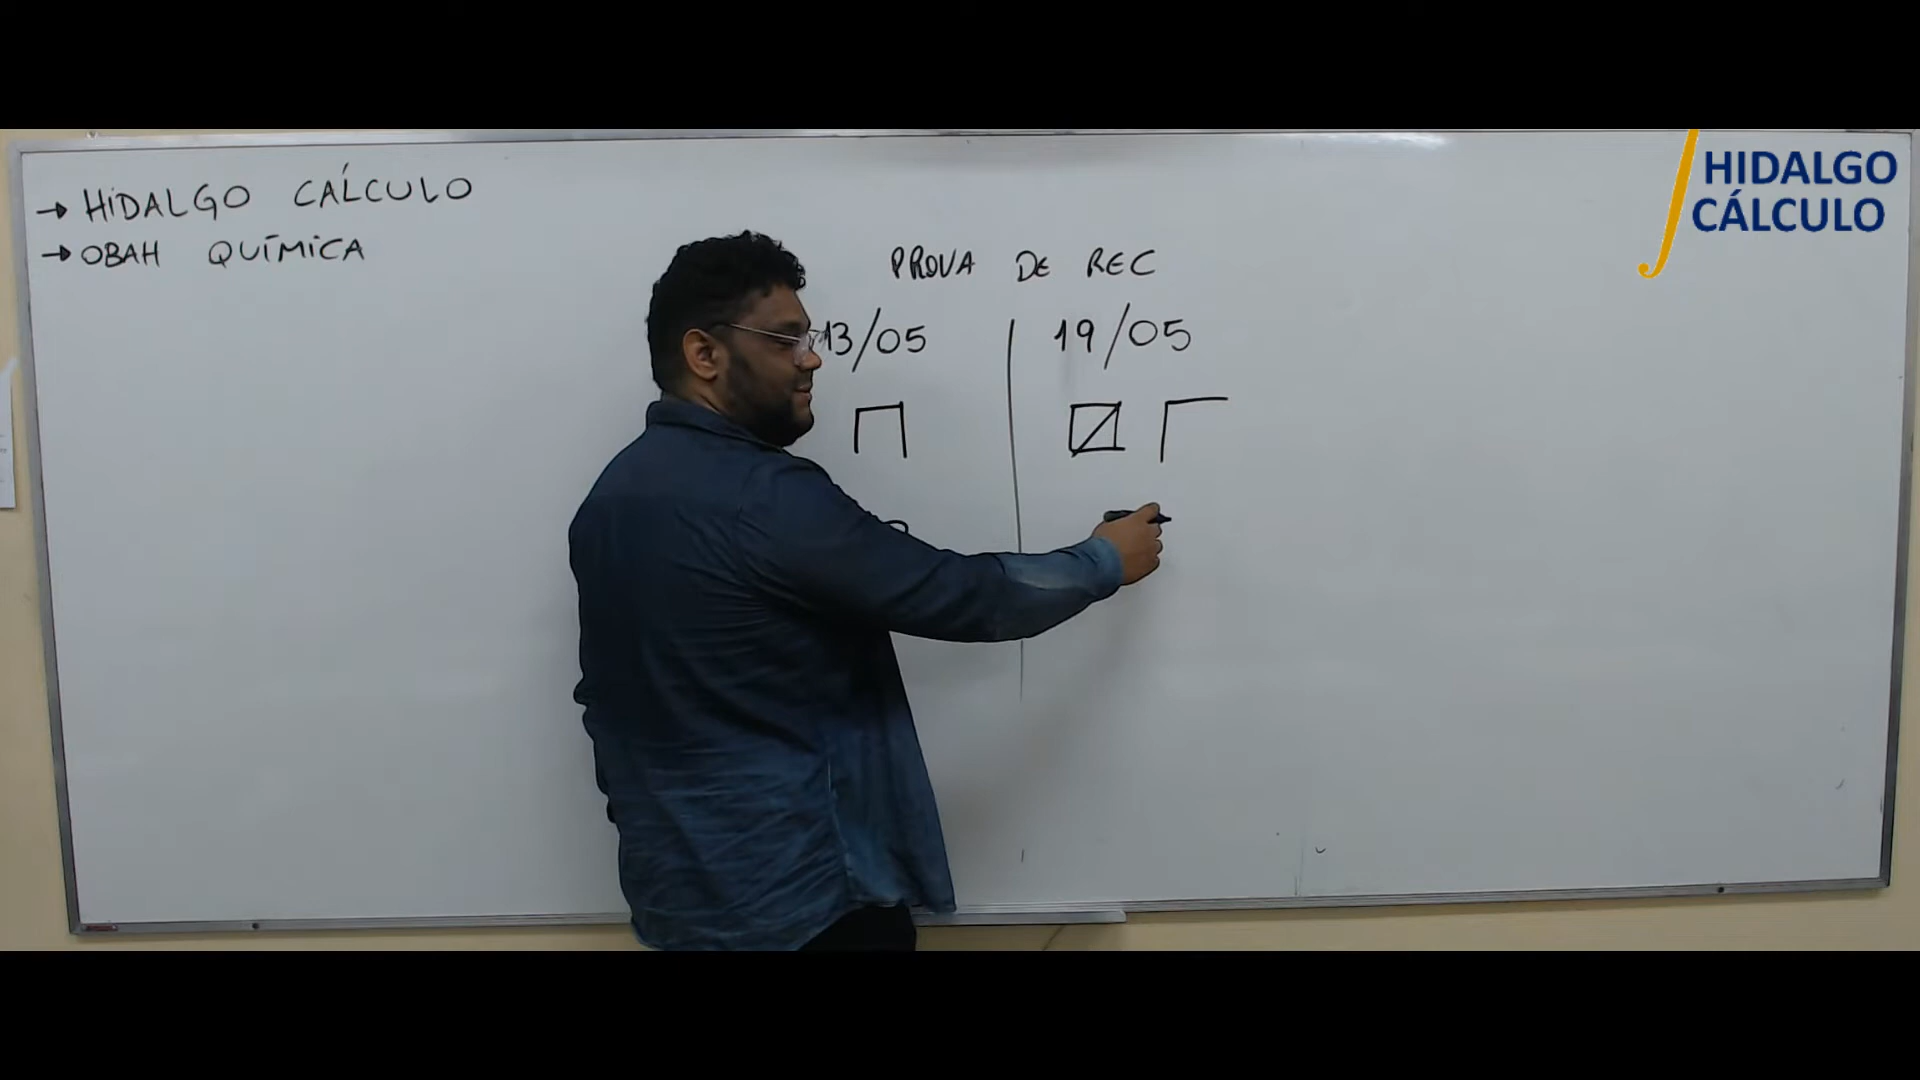 → HIDALGO CÁLCULO
→ OBAH QUÍMICA
PROVA DE REC
13/05
19/05
HIDALGO
CÁLCULO